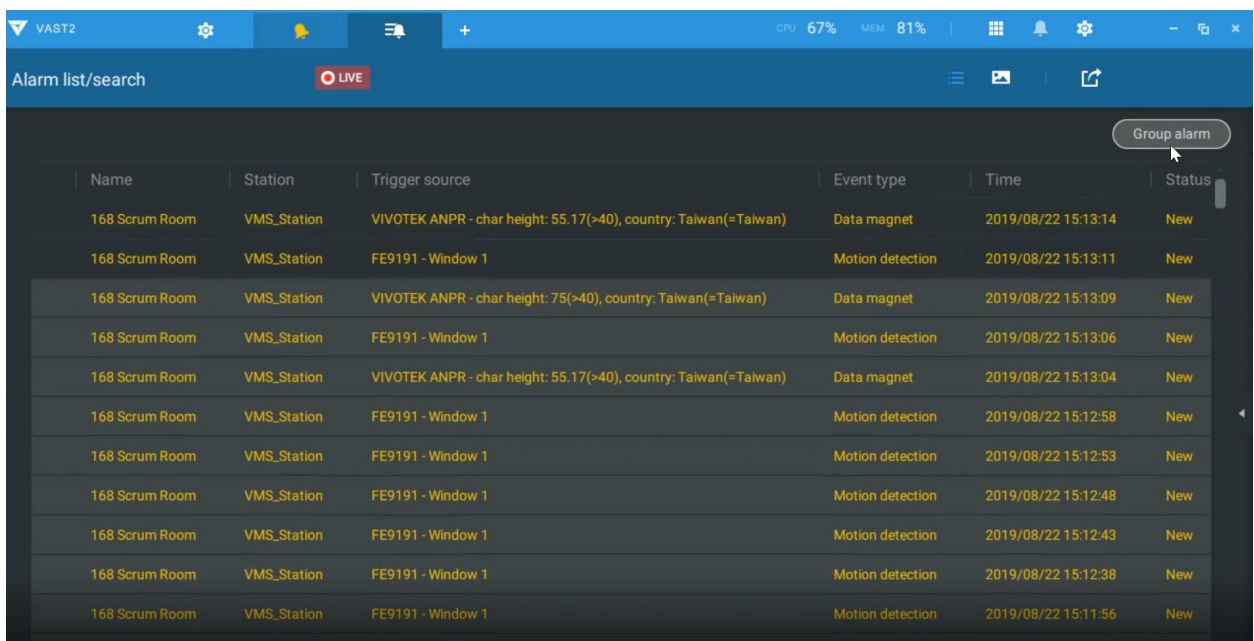 VAST2 CPU 67% MEM 81%
Alarm list/search LIVE
Group alarm
Name Station Trigger source Event type Time Status
168 Scrum Room VMS_Station VIVOTEK ANPR - char height: 55.17(>40), country: Taiwan(=Taiwan) Data magnet 2019/08/22 15:13:14 New
168 Scrum Room VMS_Station FE9191 - Window 1 Motion detection 2019/08/22 15:13:11 New
168 Scrum Room VMS_Station VIVOTEK ANPR - char height: 75(>40), country: Taiwan(=Taiwan) Data magnet 2019/08/22 15:13:09 New
168 Scrum Room VMS_Station FE9191 - Window 1 Motion detection 2019/08/22 15:13:06 New
168 Scrum Room VMS_Station VIVOTEK ANPR - char height: 55.17(>40), country: Taiwan(=Taiwan) Data magnet 2019/08/22 15:13:04 New
168 Scrum Room VMS_Station FE9191 - Window 1 Motion detection 2019/08/22 15:12:58 New
168 Scrum Room VMS_Station FE9191 - Window 1 Motion detection 2019/08/22 15:12:53 New
168 Scrum Room VMS_Station FE9191 - Window 1 Motion detection 2019/08/22 15:12:48 New
168 Scrum Room VMS_Station FE9191 - Window 1 Motion detection 2019/08/22 15:12:43 New
168 Scrum Room VMS_Station FE9191 - Window 1 Motion detection 2019/08/22 15:12:38 New
168 Scrum Room VMS_Station FE9191 - Window 1 Motion detection 2019/08/22 15:11:56 New